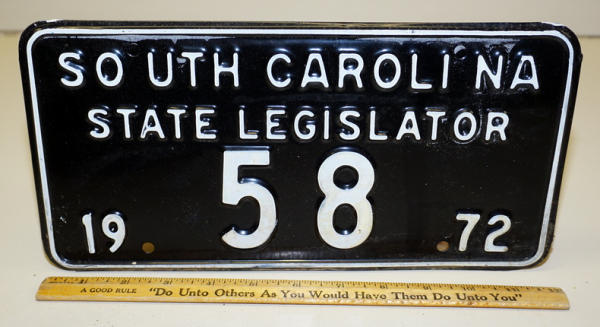 SOUTH CAROLINA
STATE LEGISLATOR
58
19 72
A GOOD RULE "Do Unto Others As You Would Have Them Do Unto You"